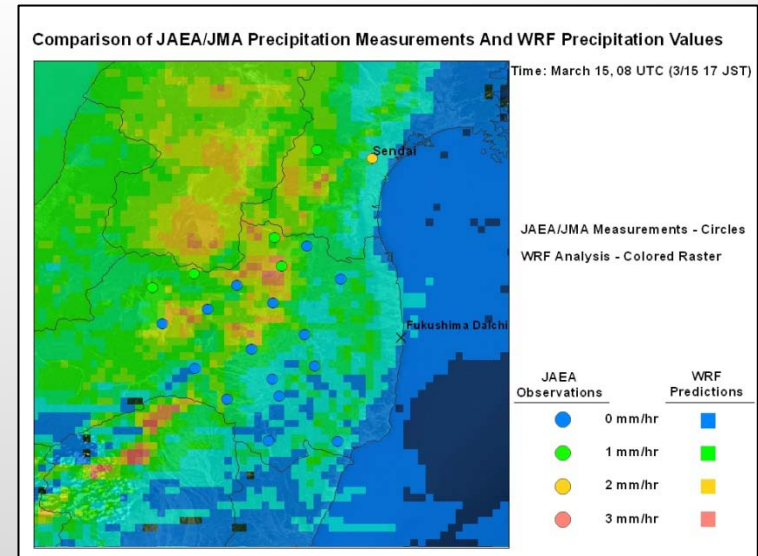 Comparison of JAEA/JMA Precipitation Measurements And WRF Precipitation Values
Time: March 15, 08 UTC (3/15 17 JST)
Sendai
JAEA/JMA Measurements - Circles
WRF Analysis - Colored Raster
Fukushima Daichi
JAEA WRF
Observations Predictions
0 mm/hr
1 mm/hr
2 mm/hr
3 mm/hr